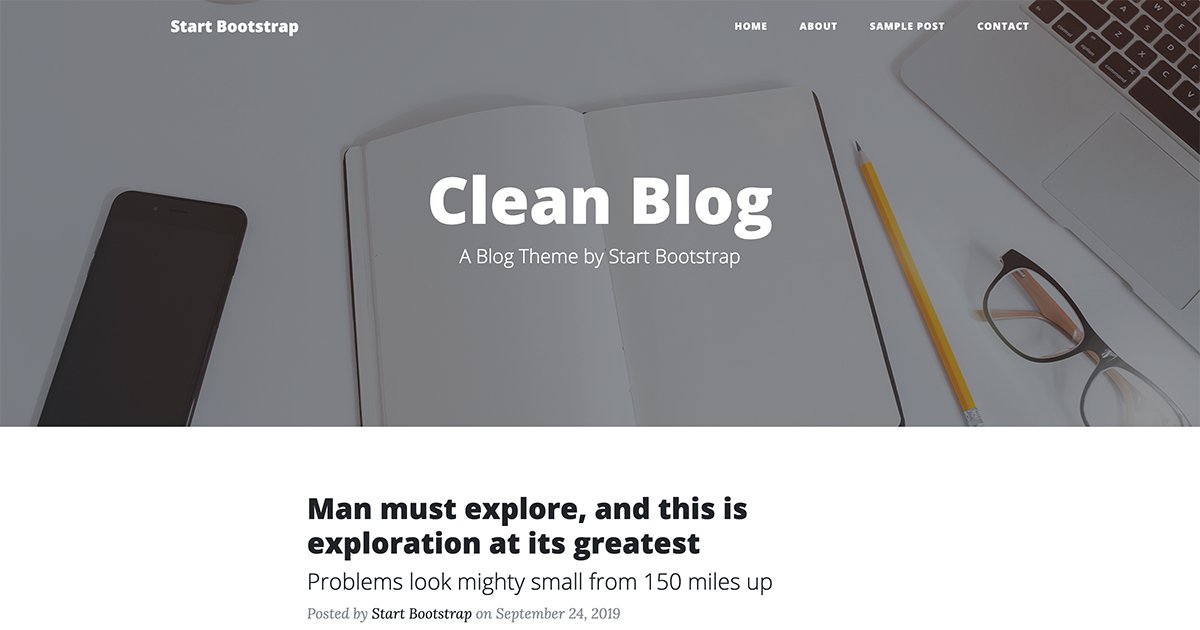 Start Bootstrap
HOME ABOUT SAMPLE POST CONTACT
Clean Blog
A Blog Theme by Start Bootstrap
Man must explore, and this is
exploration at its greatest
Problems look mighty small from 150 miles up
Posted by Start Bootstrap on September 24, 2019